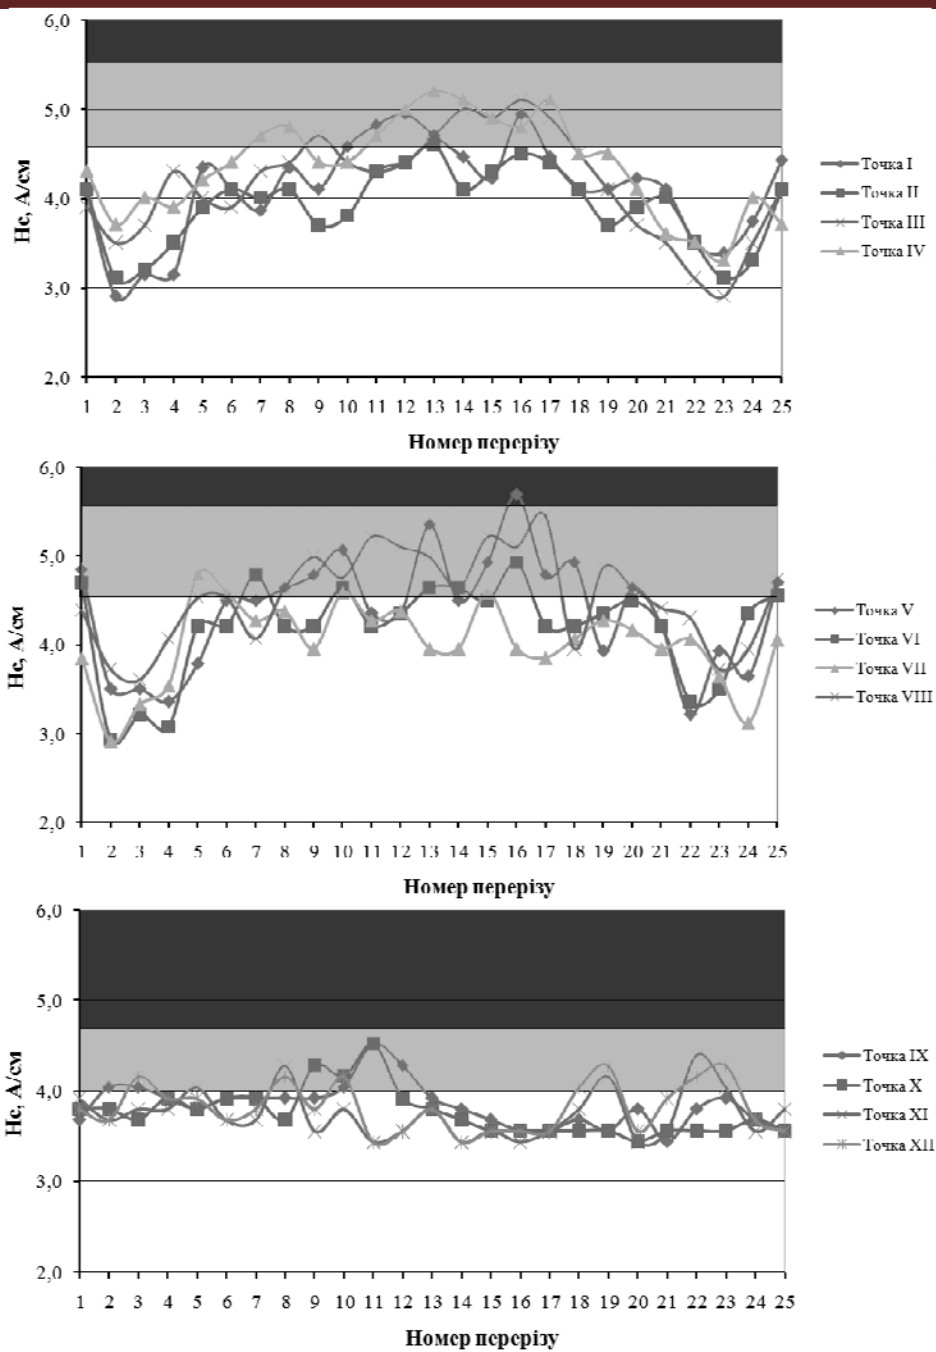 6,0
5,0
4,0
3,0
2,0
Нс, А/см
1 2 3 4 5 6 7 8 9 10 11 12 13 14 15 16 17 18 19 20 21 22 23 24 25
Номер перерізу
Точка I
Точка II
Точка III
Точка IV
6,0
5,0
4,0
3,0
2,0
Нс, А/см
1 2 3 4 5 6 7 8 9 10 11 12 13 14 15 16 17 18 19 20 21 22 23 24 25
Номер перерізу
Точка V
Точка VI
Точка VII
Точка VIII
6,0
5,0
4,0
3,0
2,0
Нс, А/см
1 2 3 4 5 6 7 8 9 10 11 12 13 14 15 16 17 18 19 20 21 22 23 24 25
Номер перерізу
Точка IX
Точка X
Точка XI
Точка XII